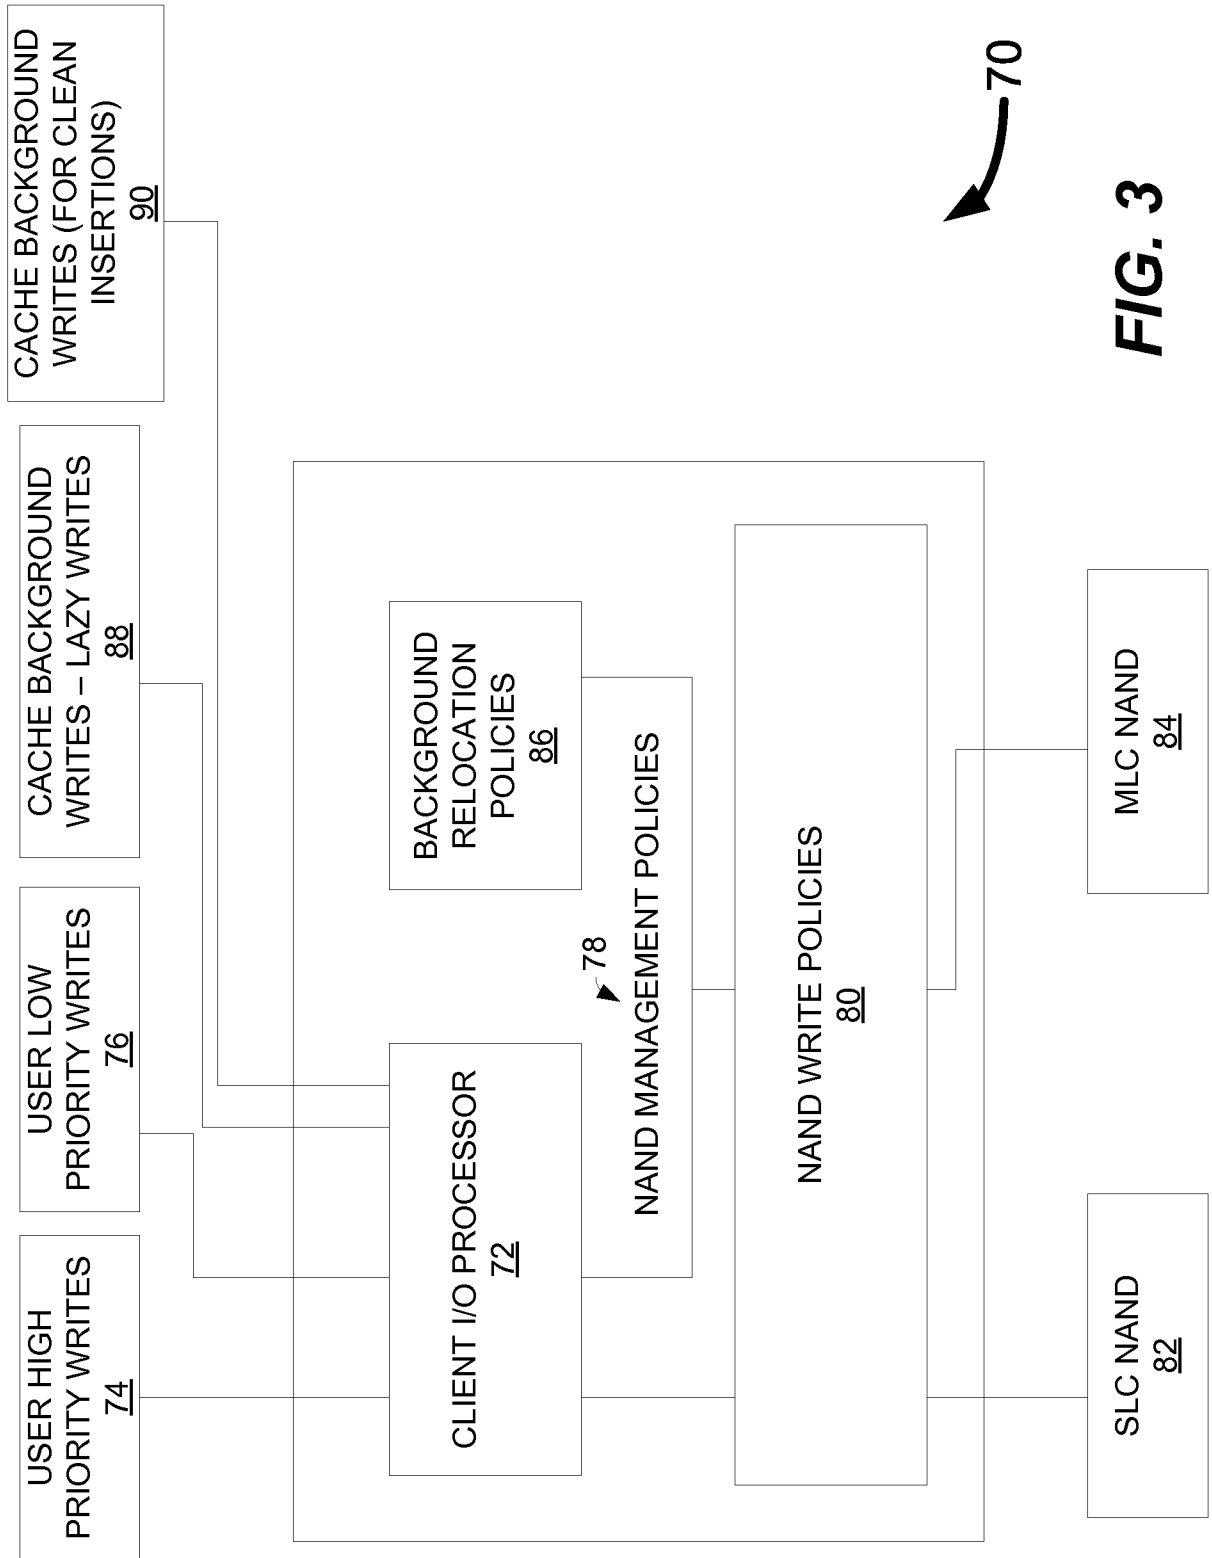 USER HIGH
PRIORITY WRITES
74
USER LOW
PRIORITY WRITES
76
CACHE BACKGROUND
WRITES – LAZY WRITES
88
CACHE BACKGROUND
WRITES (FOR CLEAN
INSERTIONS)
90
CLIENT I/O PROCESSOR
72
BACKGROUND
RELOCATION
POLICIES
86
78
NAND MANAGEMENT POLICIES
NAND WRITE POLICIES
80
SLC NAND
82
MLC NAND
84
70
FIG. 3